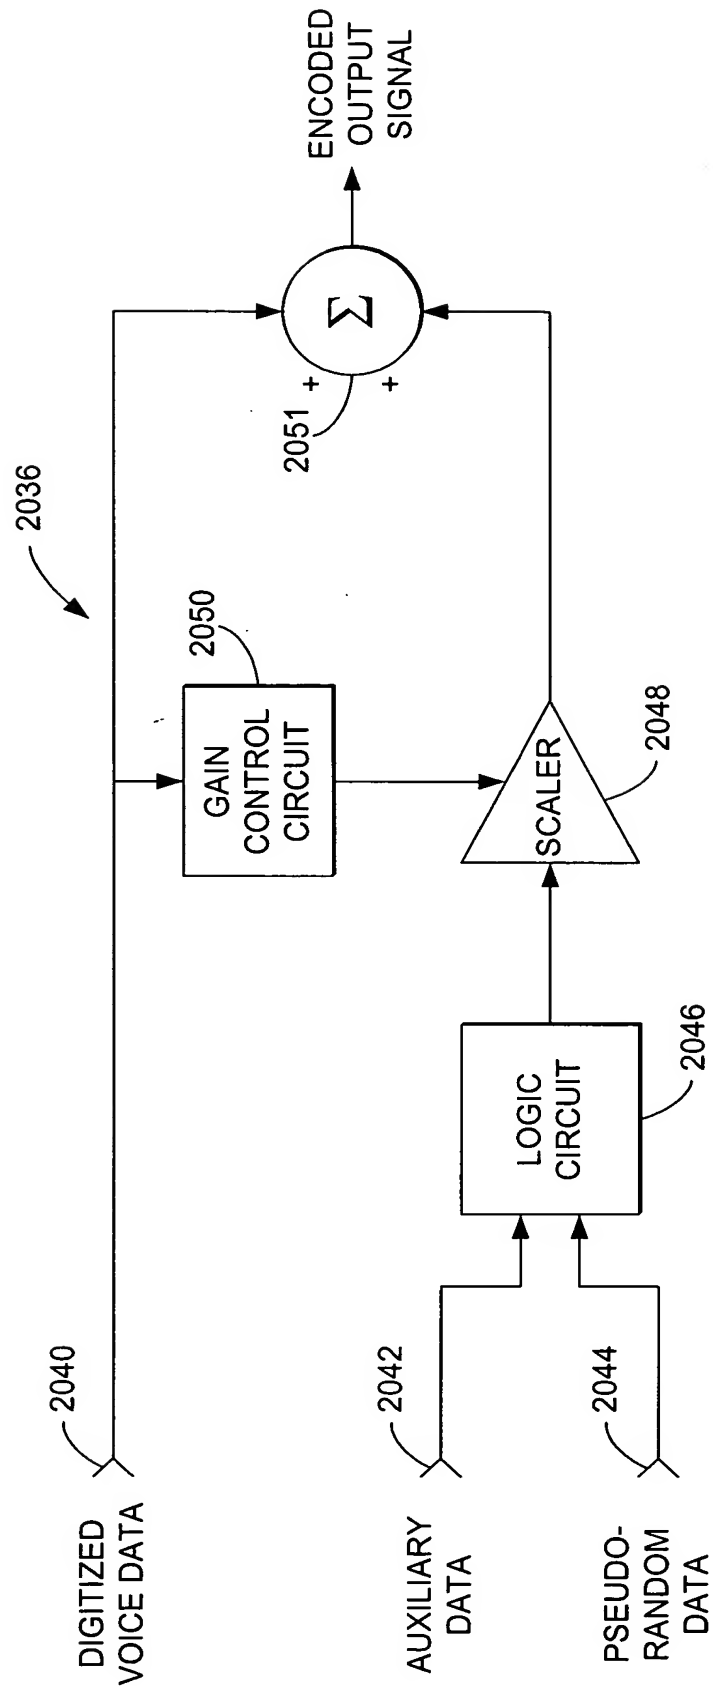 DIGITIZED
VOICE DATA
2040
2036
GAIN
CONTROL
CIRCUIT
2050
ENCODED
OUTPUT
SIGNAL
Σ
+
+
2051
AUXILIARY
DATA
2042
PSEUDO-
RANDOM
DATA
2044
LOGIC
CIRCUIT
2046
SCALER
2048